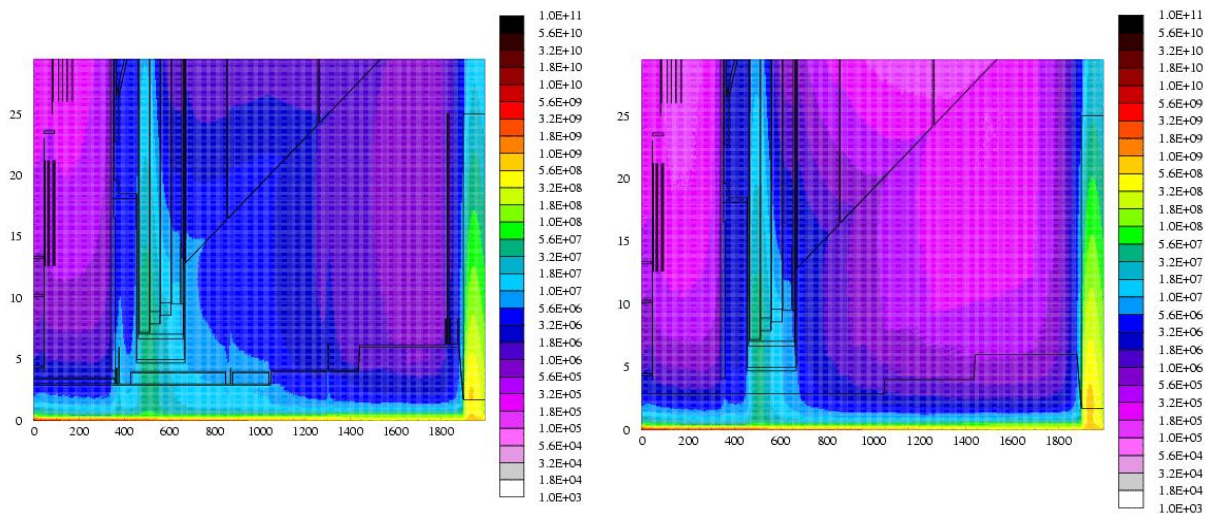 1.0E+11
5.6E+10
3.2E+10
1.8E+10
1.0E+10
5.6E+09
3.2E+09
1.8E+09
1.0E+09
5.6E+08
3.2E+08
1.8E+08
1.0E+08
5.6E+07
3.2E+07
1.8E+07
1.0E+07
5.6E+06
3.2E+06
1.8E+06
1.0E+06
5.6E+05
3.2E+05
1.8E+05
1.0E+05
5.6E+04
3.2E+04
1.8E+04
1.0E+03
25
20
15
10
5
0
0 200 400 600 800 1000 1200 1400 1600 1800
1.0E+11
5.6E+10
3.2E+10
1.8E+10
1.0E+10
5.6E+09
3.2E+09
1.8E+09
1.0E+09
5.6E+08
3.2E+08
1.8E+08
1.0E+08
5.6E+07
3.2E+07
1.8E+07
1.0E+07
5.6E+06
3.2E+06
1.8E+06
1.0E+06
5.6E+05
3.2E+05
1.8E+05
1.0E+05
5.6E+04
3.2E+04
1.8E+04
1.0E+03
25
20
15
10
5
0
0 200 400 600 800 1000 1200 1400 1600 1800